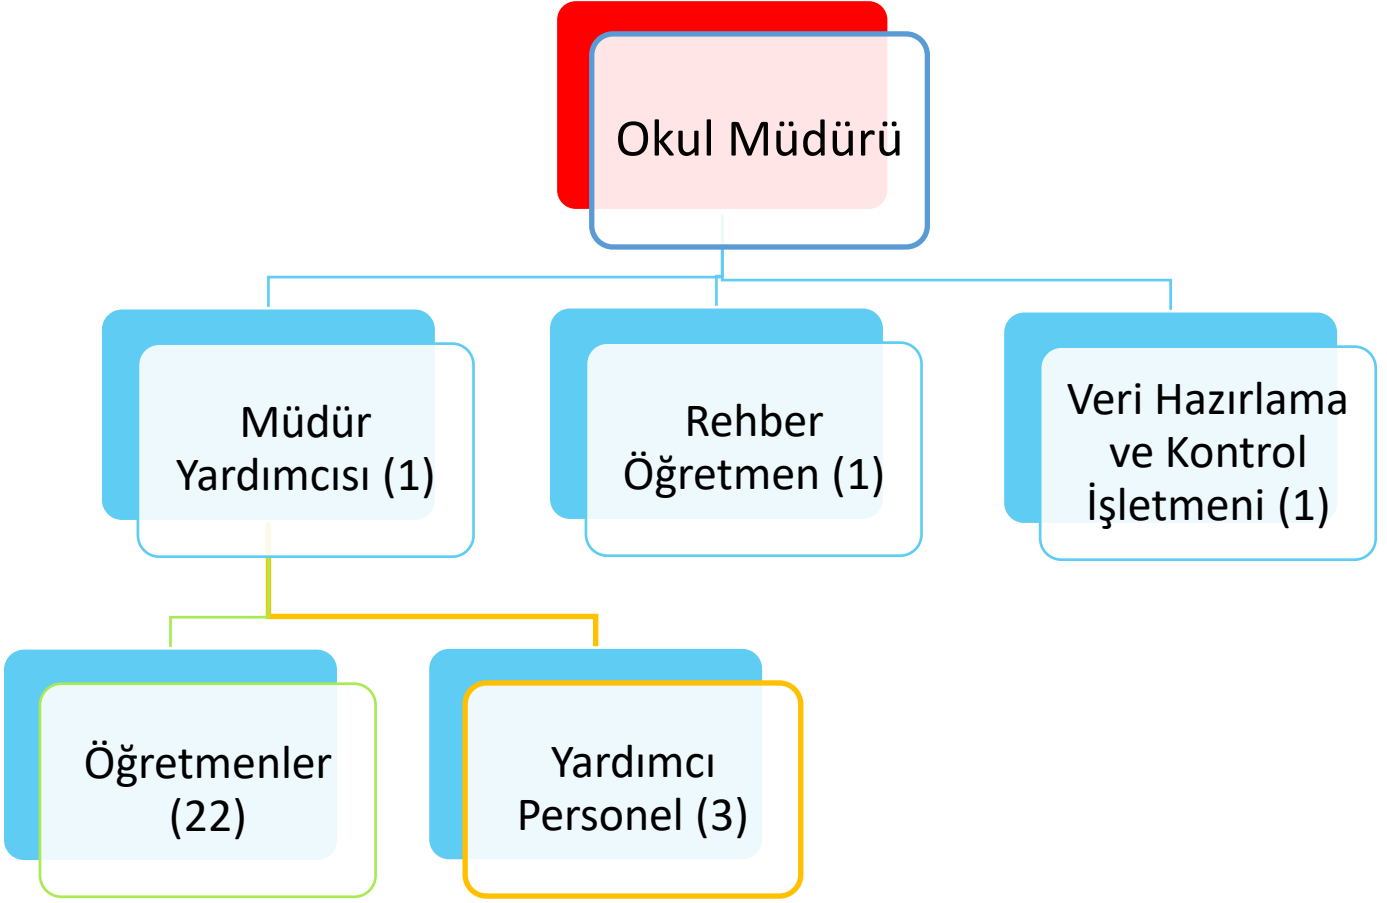 Okul Müdürü
Müdür
Yardımcısı (1)
Rehber
Öğretmen (1)
Veri Hazırlama
ve Kontrol
İşletmeni (1)
Öğretmenler
(22)
Yardımcı
Personel (3)